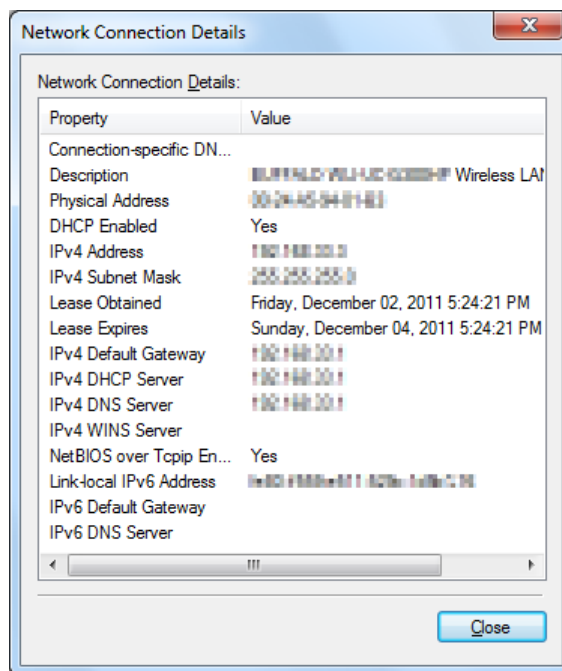 Network Connection Details
Network Connection Details:
Property Value
Connection-specific DN...
Description Wireless LAN
Physical Address
DHCP Enabled Yes
IPv4 Address
IPv4 Subnet Mask
Lease Obtained Friday, December 02, 2011 5:24:21 PM
Lease Expires Sunday, December 04, 2011 5:24:21 PM
IPv4 Default Gateway
IPv4 DHCP Server
IPv4 DNS Server
IPv4 WINS Server
NetBIOS over Tcpip En... Yes
Link-local IPv6 Address
IPv6 Default Gateway
IPv6 DNS Server
Close